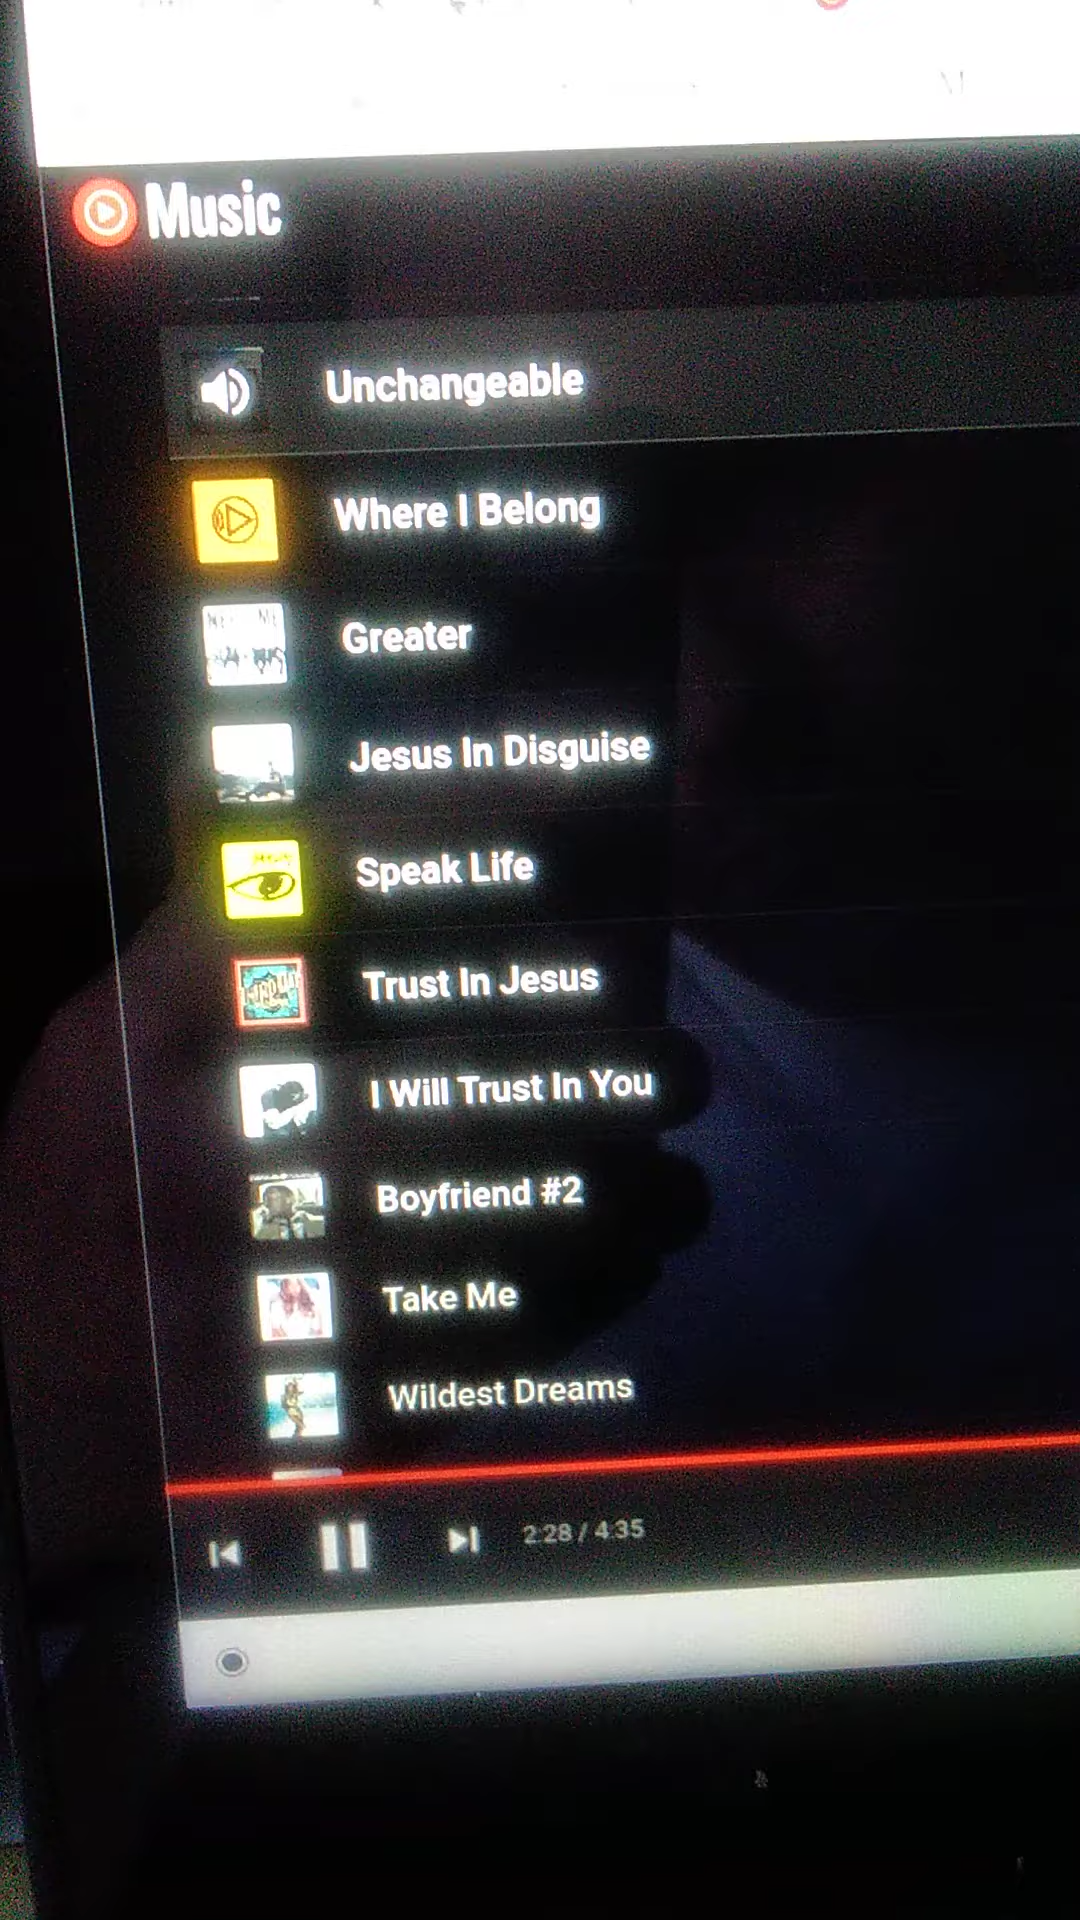 Music
Unchangeable
Where I Belong
Greater
Jesus In Disguise
Speak Life
Trust In Jesus
I Will Trust In You
Boyfriend #2
Take Me
Wildest Dreams
2:28 / 4:35